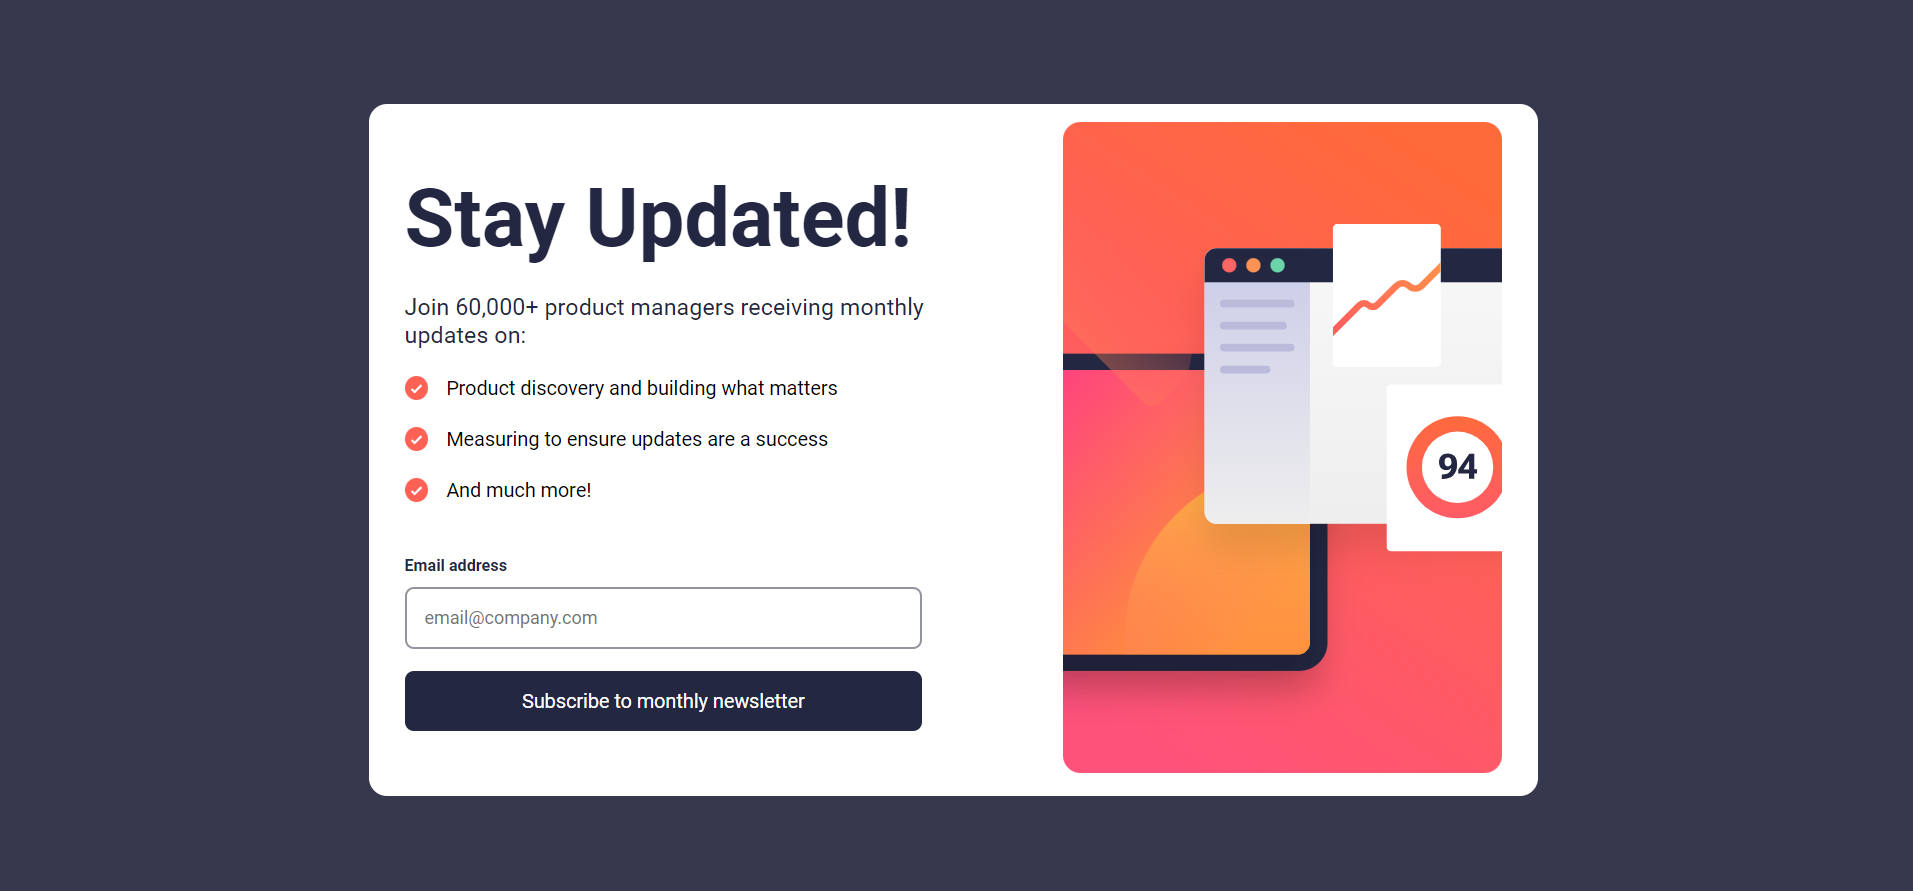 Stay Updated!
Join 60,000+ product managers receiving monthly
updates on:
Product discovery and building what matters
Measuring to ensure updates are a success
And much more!
Email address
email@company.com
Subscribe to monthly newsletter
94